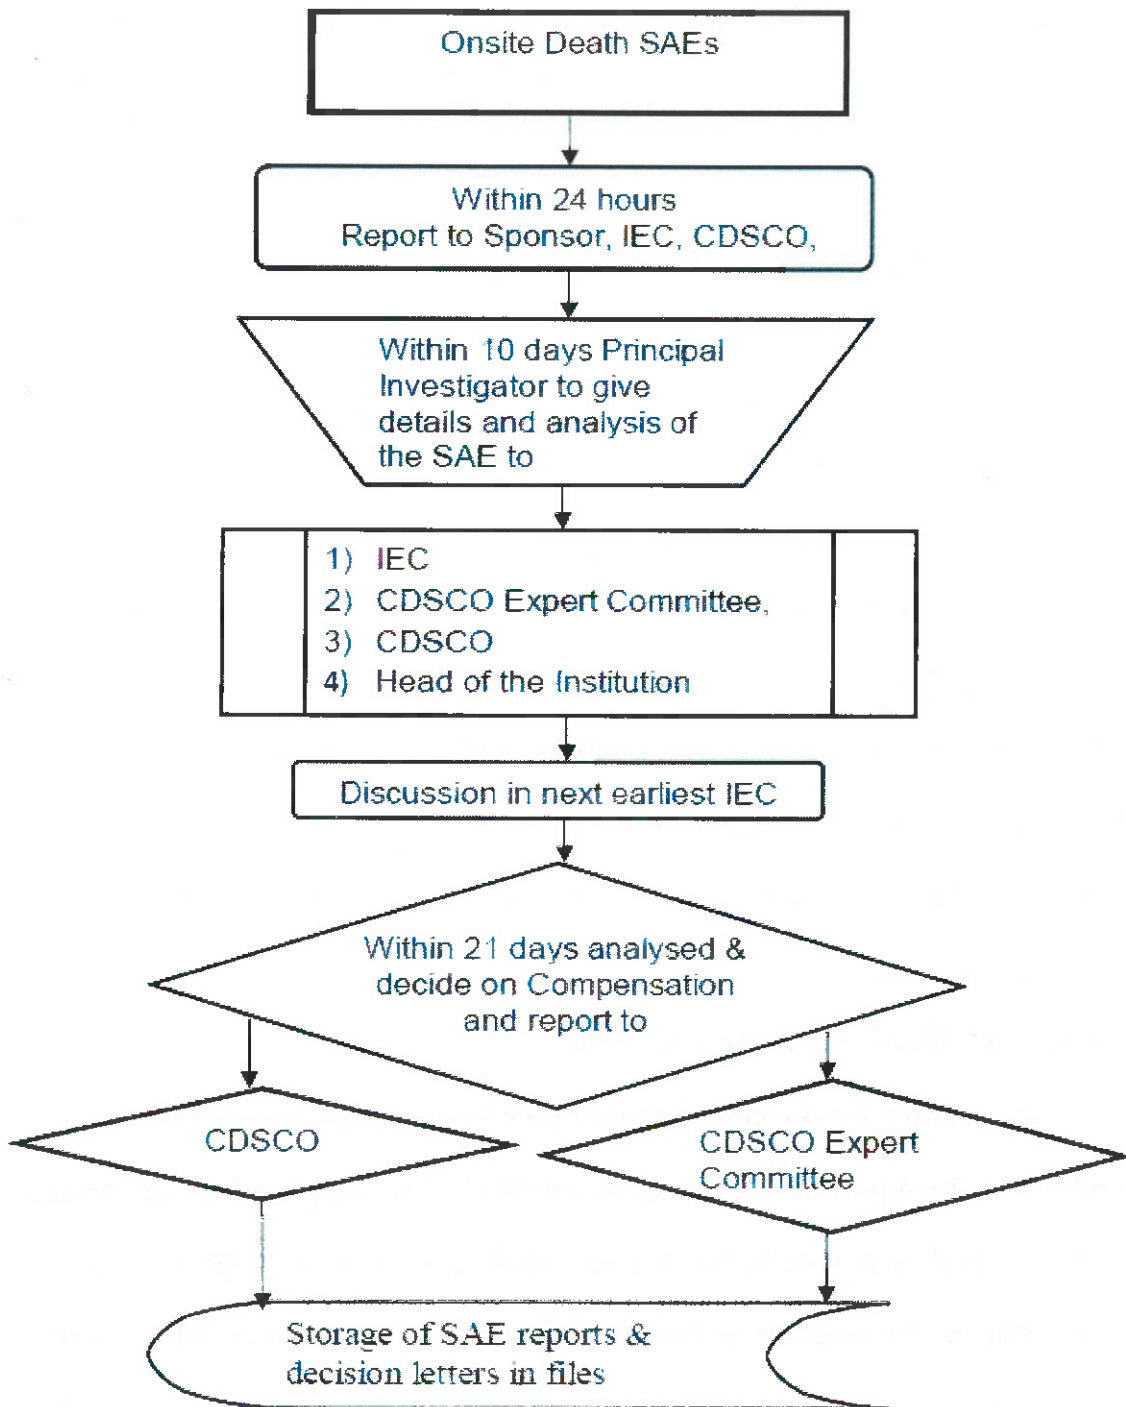 Onsite Death SAEs
Within 24 hours
Report to Sponsor, IEC, CDSCO,
Within 10 days Principal
Investigator to give
details and analysis of
the SAE to
1) IEC
2) CDSCO Expert Committee,
3) CDSCO
4) Head of the Institution
Discussion in next earliest IEC
Within 21 days analysed &
decide on Compensation
and report to
CDSCO
CDSCO Expert
Committee
Storage of SAE reports &
decision letters in files